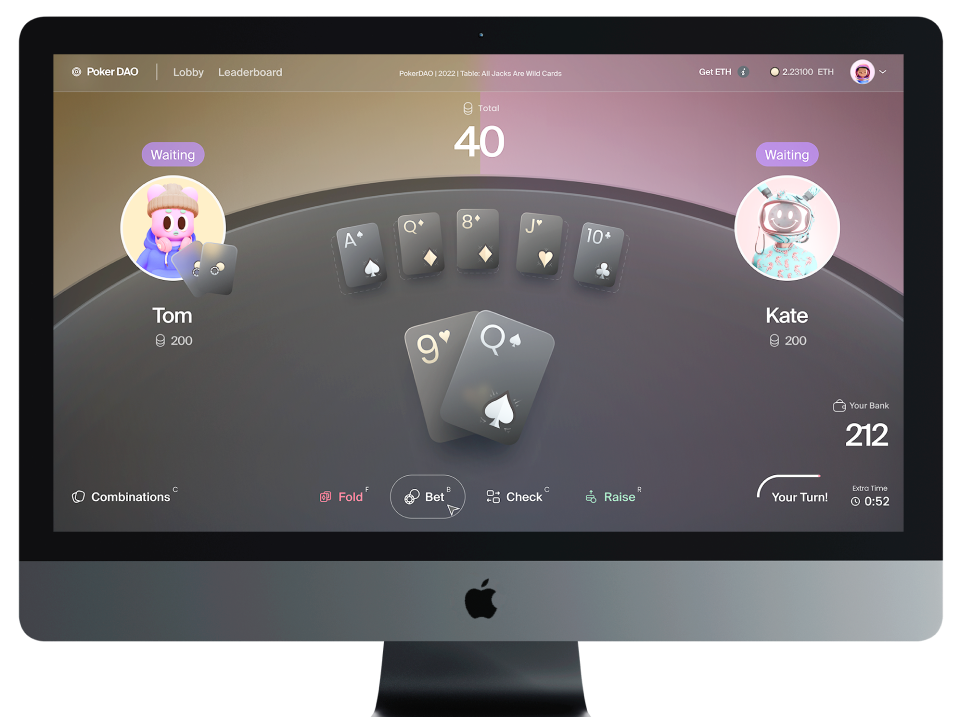 Poker DAO
Lobby
Leaderboard
PokerDAO | 2022 | Table: All Jacks Are Wild Cards
Get ETH
i
2.23100 ETH
Total
40
Waiting
Waiting
A
Q
8
J
10
Tom
200
Kate
200
9
Q
Your Bank
212
Combinations C
Fold F
Bet B
Check C
Raise R
Your Turn!
Extra Time
0:52